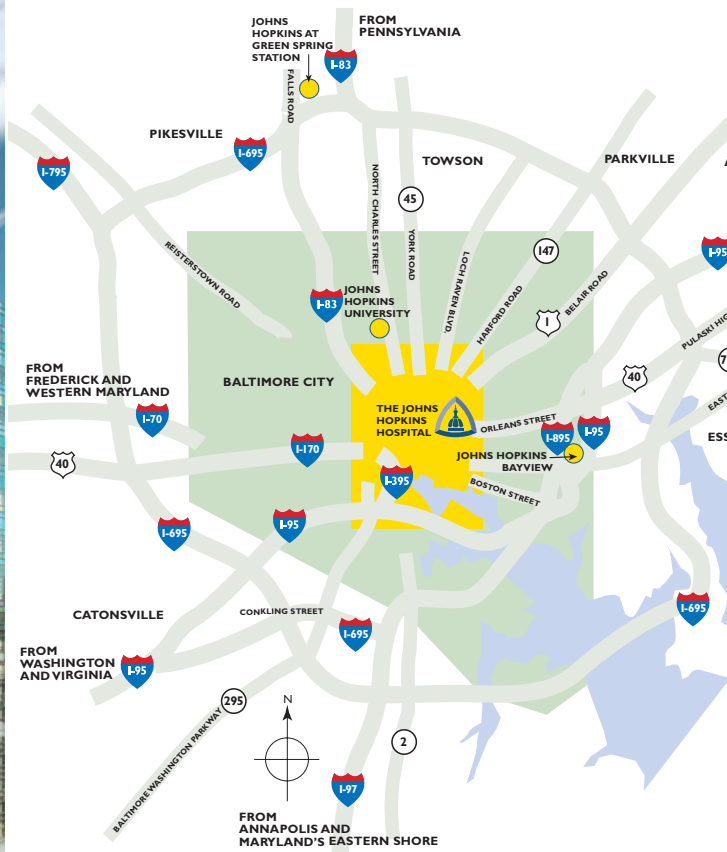 JOHNS
HOPKINS AT
GREEN SPRING
STATION
FROM
PENNSYLVANIA
I-83
FALLS ROAD
PIKESVILLE
I-695
I-795
TOWSON
PARKVILLE
45
NORTH CHARLES STREET
YORK ROAD
LOCH RAVEN BLVD.
147
HARFORD ROAD
BELAIR ROAD
I-95
REISTERSTOWN ROAD
I-83
JOHNS
HOPKINS
UNIVERSITY
1
PULASKI HIG
40
7
EAST
FROM
FREDERICK AND
WESTERN MARYLAND
BALTIMORE CITY
I-70
THE JOHNS
HOPKINS
HOSPITAL
ORLEANS STREET
I-895
I-95
ESS
I-170
40
JOHNS HOPKINS
BAYVIEW
I-395
BOSTON STREET
I-95
I-695
CATONSVILLE
CONKLING STREET
I-695
I-695
FROM
WASHINGTON
AND VIRGINIA
I-95
295
BALTIMORE WASHINGTON PARKWAY
N
2
I-97
FROM
ANNAPOLIS AND
MARYLAND'S EASTERN SHORE